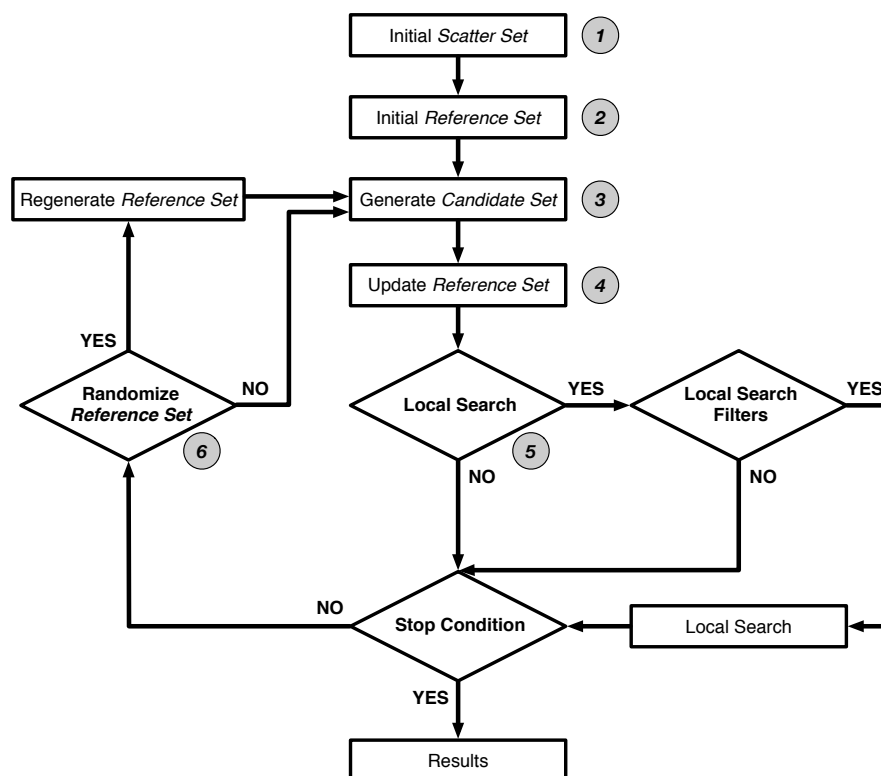 Initial Scatter Set
1
Initial Reference Set
2
Regenerate Reference Set
Generate Candidate Set
3
Update Reference Set
4
YES
Randomize
Reference Set
NO
6
Local Search
YES
5
NO
Local Search
Filters
YES
NO
NO
Stop Condition
Local Search
YES
Results